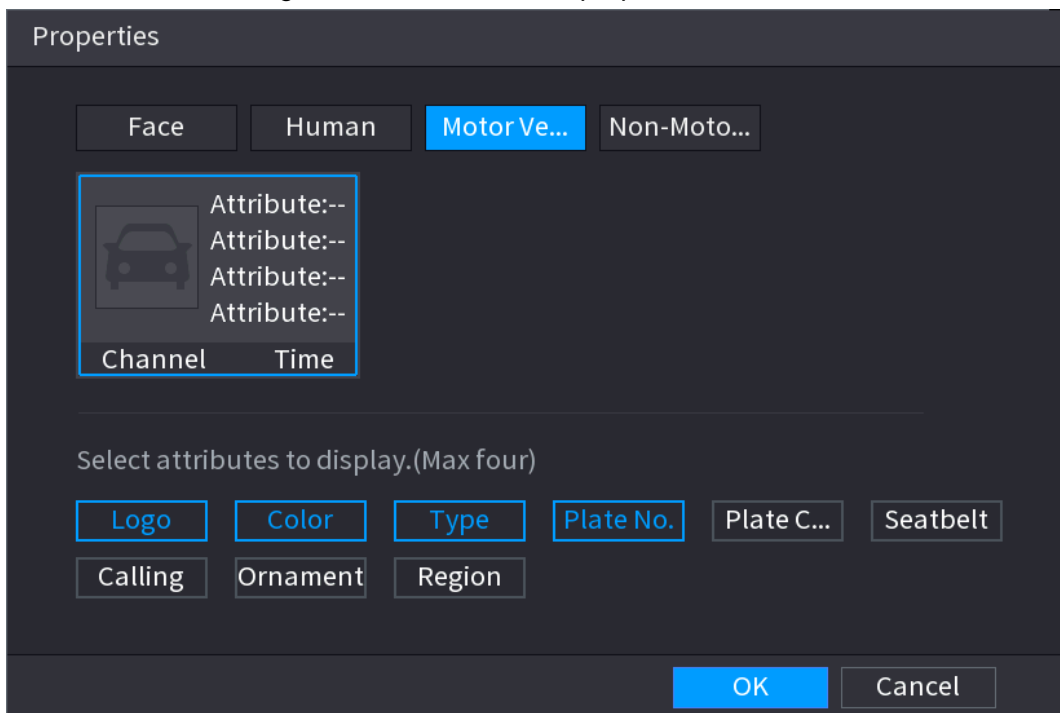 Properties
Face Human Motor Ve... Non-Moto...
Attribute:--
Attribute:--
Attribute:--
Attribute:--
Channel Time
Select attributes to display.(Max four)
Logo Color Type Plate No. Plate C... Seatbelt
Calling Ornament Region
OK Cancel